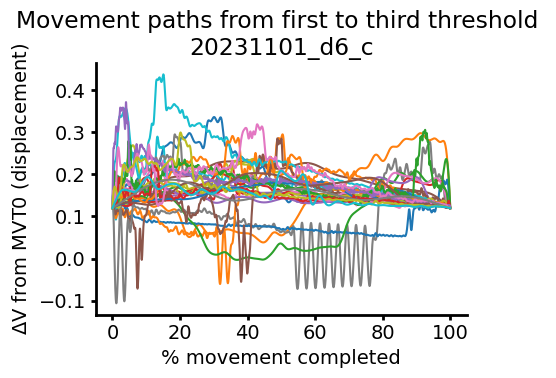 Movement paths from first to third threshold
20231101_d6_c
ΔV from MVT0 (displacement)
0.4
0.3
0.2
0.1
0.0
−0.1
0 20 40 60 80 100
% movement completed